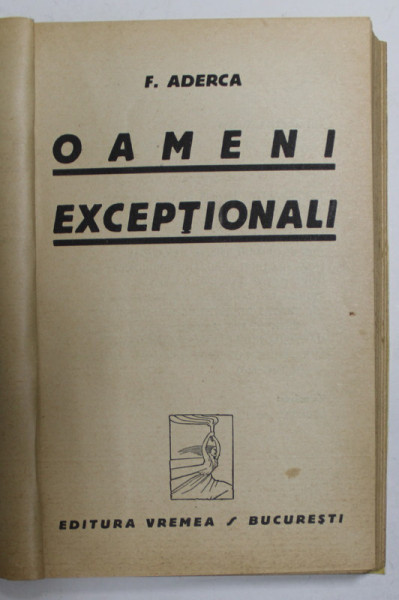 F. ADERCA
OAMENI
EXCEPȚIONALI
EDITURA VREMEA / BUCUREȘTI